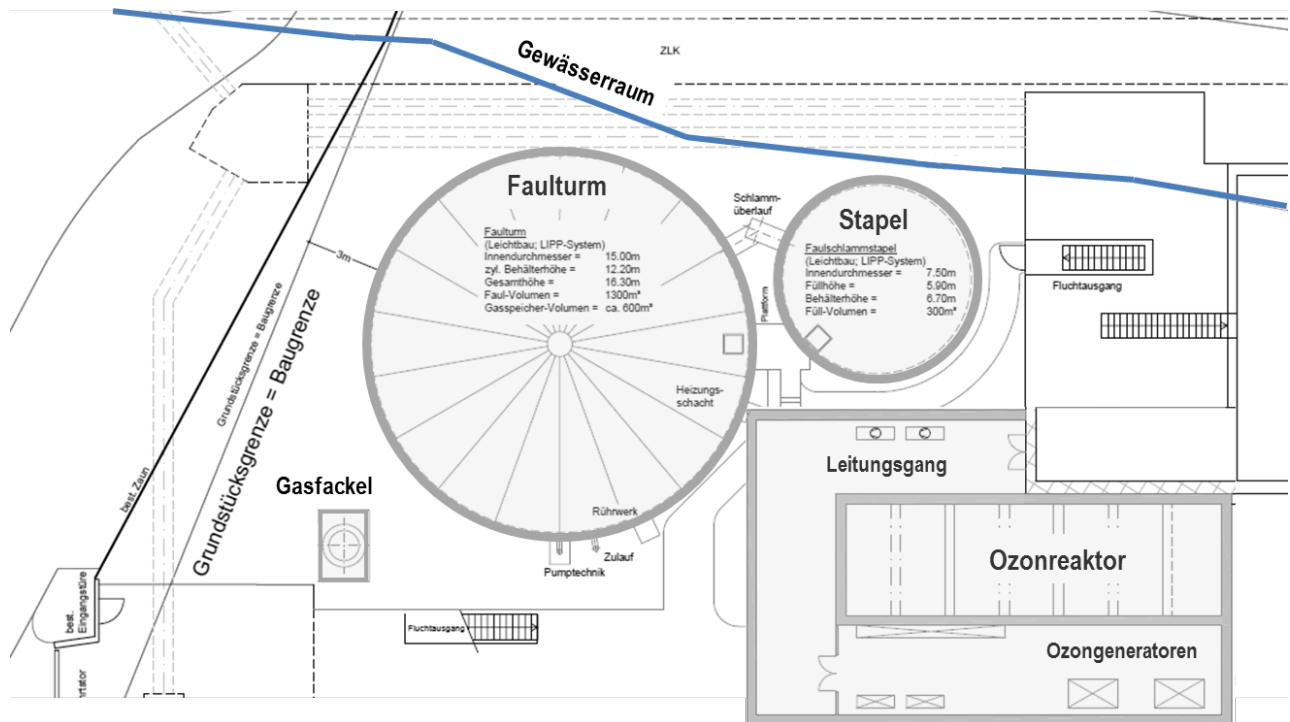 ZLK
Gewässerraum
Faulturm
Faulturm
(Leichtbau; LIPP-System)
Innendurchmesser = 15.00m
zyl. Behälterhöhe = 12.20m
Gesamthöhe = 16.30m
Faul-Volumen = 1300m³
Gasspeicher-Volumen = ca. 600m³
Schlamm-
überlauf
Stapel
Faulschlammstapel
(Leichtbau; LIPP-System)
Innendurchmesser = 7.50m
Füllhöhe = 5.90m
Behälterhöhe = 6.70m
Füll-Volumen = 300m³
3m
Plattform
Fluchtausgang
Grundstücksgrenze = Baugrenze
Grundstücksgrenze = Baugrenze
best. Zaun
Heizungs-
schacht
Leitungsgang
Gasfackel
Rührwerk
Zulauf
Pumptechnik
Ozonreaktor
best.
Eingangstüre
Fluchtausgang
Ozongeneratoren